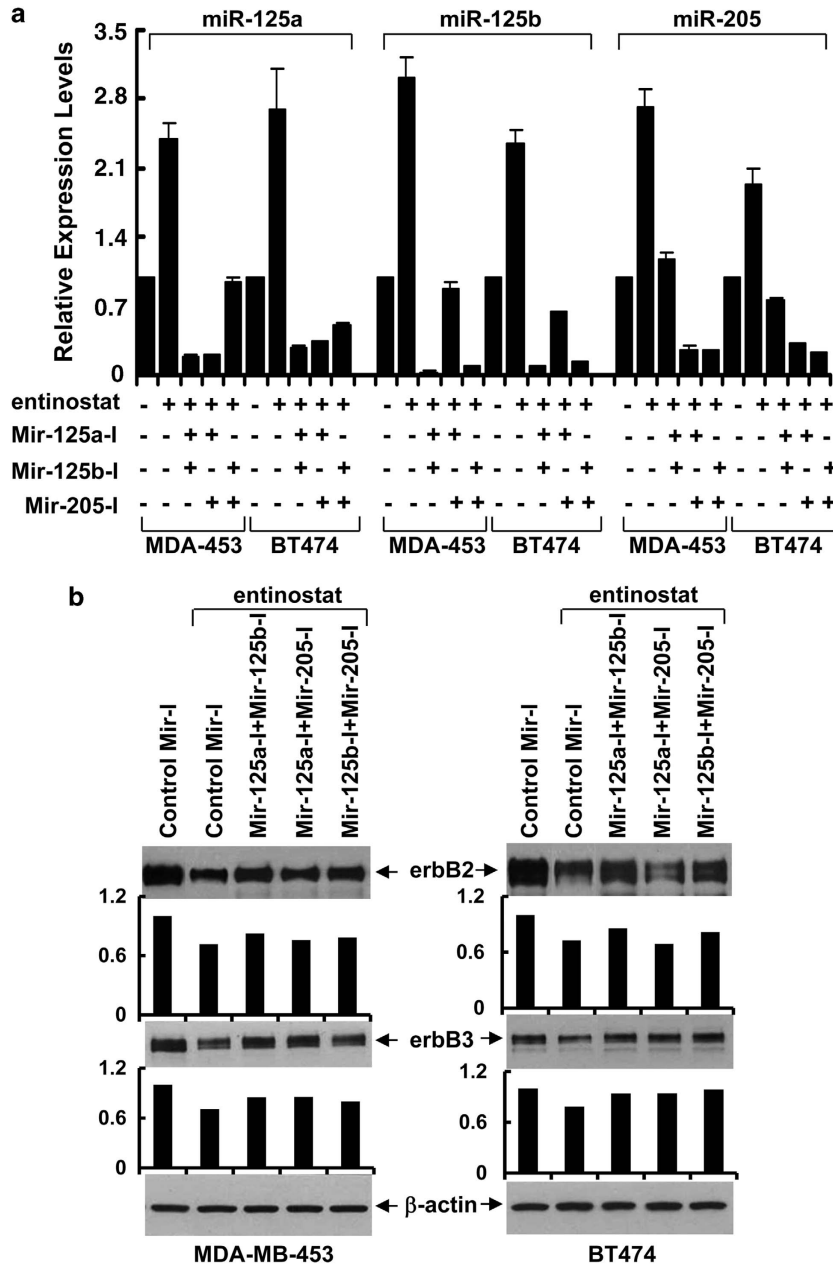 a
miR-125a miR-125b miR-205
Relative Expression Levels
3.5
2.8
2.1
1.4
0.7
0
entinostat - + + + + - + + + + - + + + + - + + + + - + + + + - + + + +
Mir-125a-I - - + + - - - + + - - - + + - - - + + - - - + + - - - + + -
Mir-125b-I - - + - + - - + - + - - + - + - - + - + - - + - + - - + - +
Mir-205-I - - - + + - - - + + - - - + + - - - + + - - - + + - - - + +
MDA-453 BT474 MDA-453 BT474 MDA-453 BT474
b
entinostat entinostat
Control Mir-I
Control Mir-I
Mir-125a-I+Mir-125b-I
Mir-125a-I+Mir-205-I
Mir-125b-I+Mir-205-I
Control Mir-I
Control Mir-I
Mir-125a-I+Mir-125b-I
Mir-125a-I+Mir-205-I
Mir-125b-I+Mir-205-I
erbB2
1.2 1.2
0.6 0.6
0 0
erbB3
1.2 1.2
0.6 0.6
0 0
β-actin
MDA-MB-453 BT474